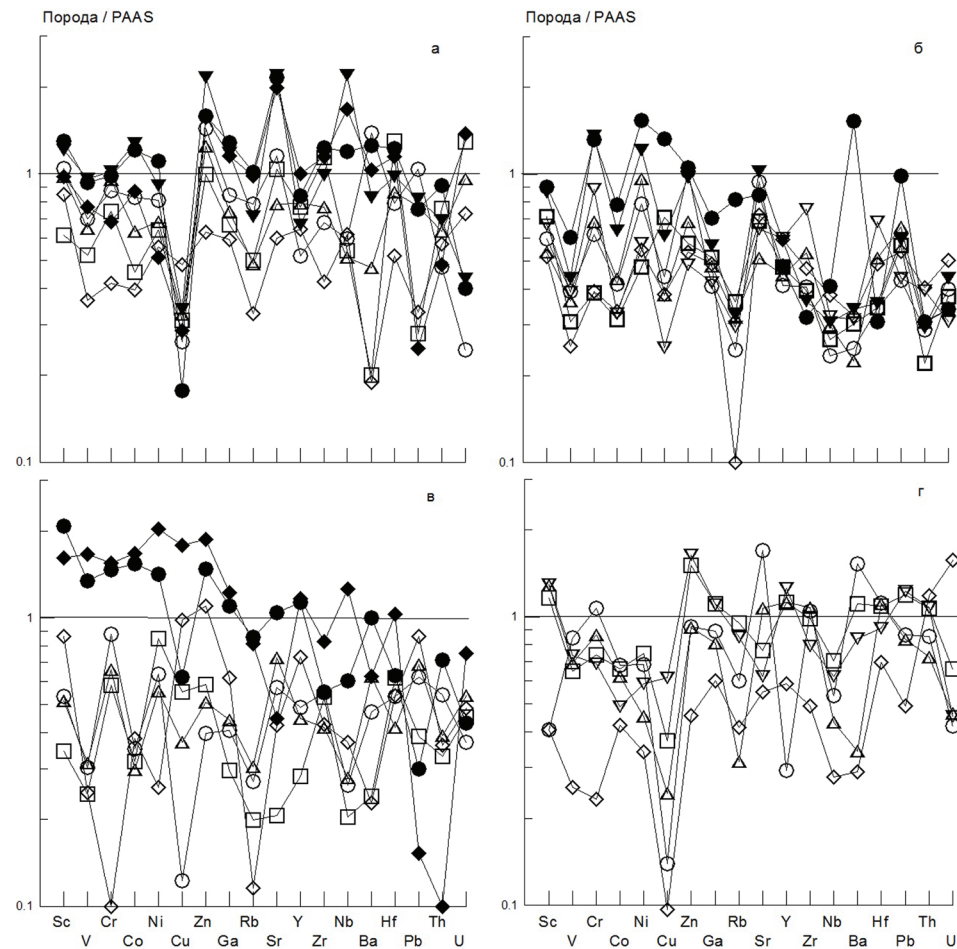 Порода / PAAS
Порода / PAAS
а
б
1
1
0.1
0.1
в
г
1
1
0.1
0.1
Sc Cr Ni Zn Rb Y Nb Hf Th
V Co Cu Ga Sr Zr Ba Pb U
Sc Cr Ni Zn Rb Y Nb Hf Th
V Co Cu Ga Sr Zr Ba Pb U